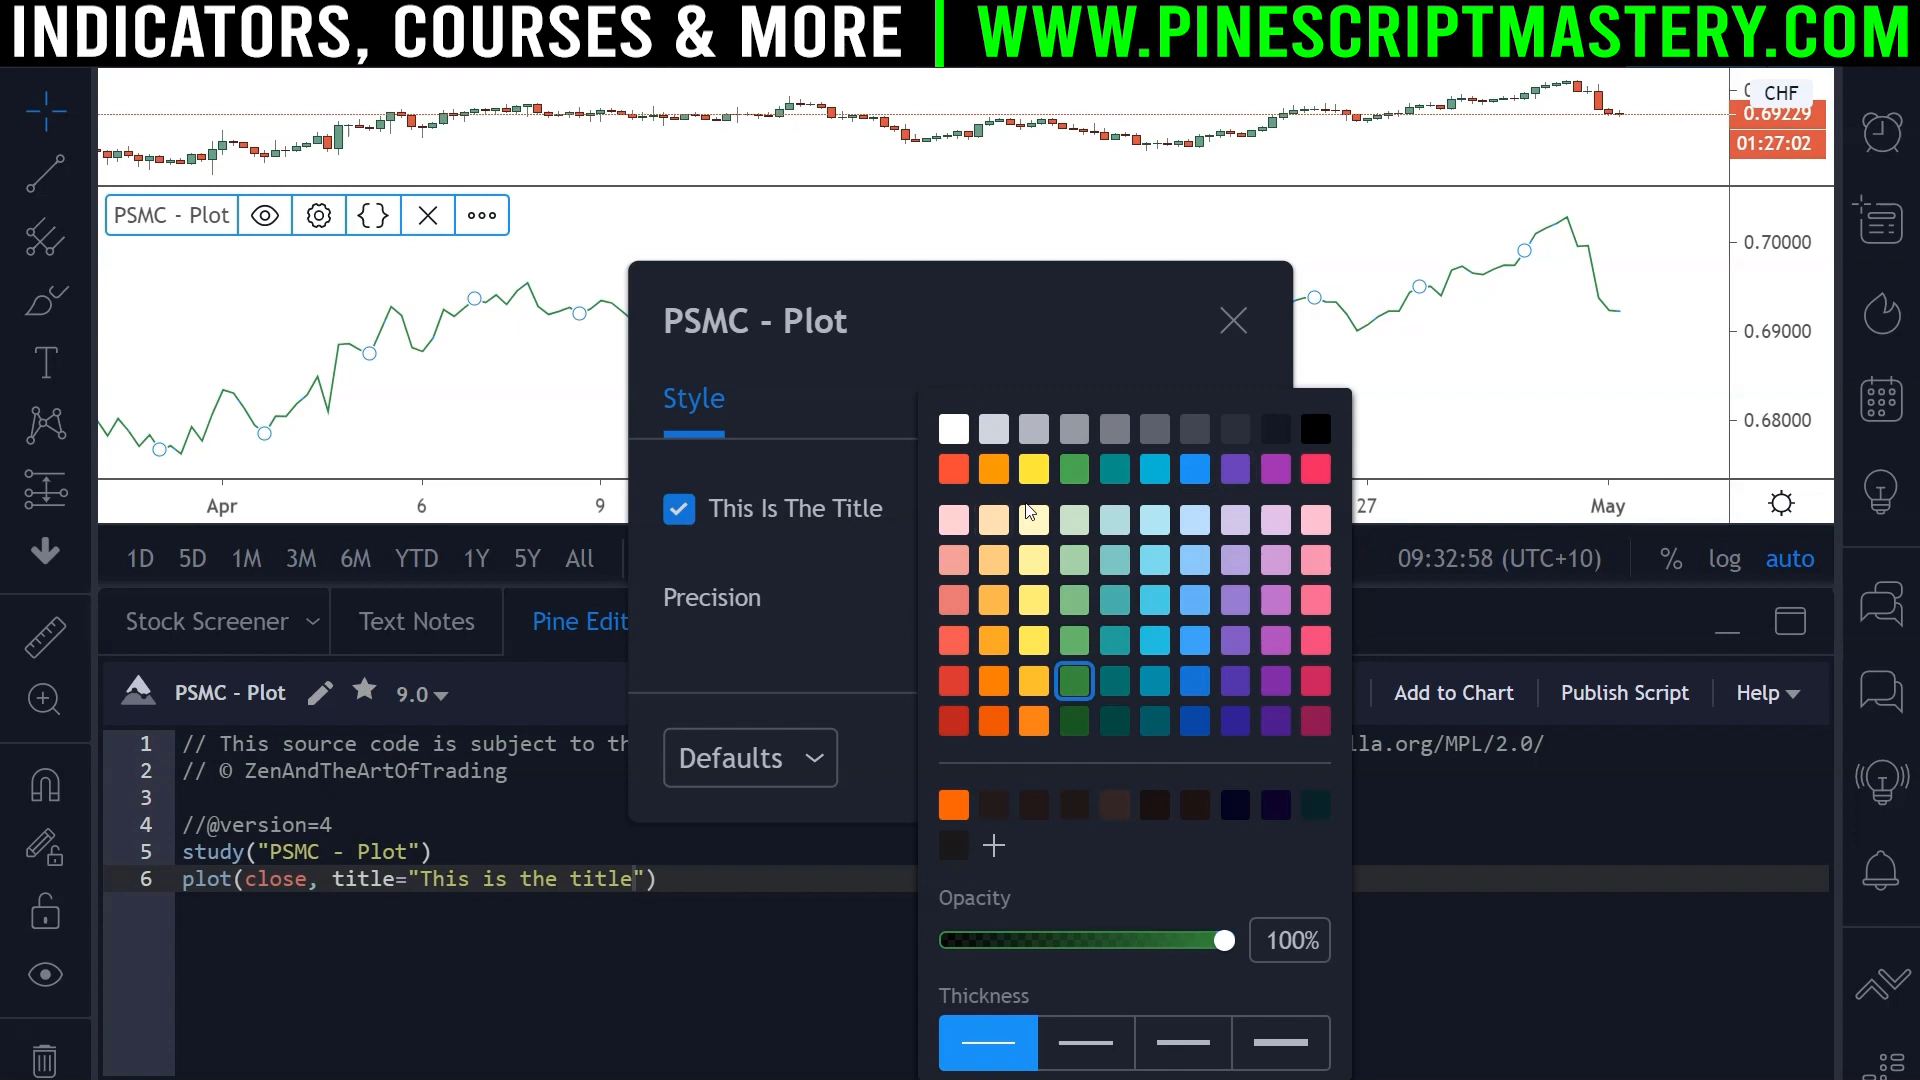 INDICATORS, COURSES & MORE | WWW.PINESCRIPTMASTERY.COM
CHF
0.69229
01:27:02
PSMC - Plot
0.70000
0.69000
0.68000
PSMC - Plot
Style
This Is The Title
Precision
Defaults
Opacity
100%
Thickness
Apr
6
9
27
May
1D 5D 1M 3M 6M YTD 1Y 5Y All
09:32:58 (UTC+10)
% log auto
Stock Screener
Text Notes
Pine Edit
PSMC - Plot
9.0
Add to Chart
Publish Script
Help
1 // This source code is subject to th lla.org/MPL/2.0/
2 // © ZenAndTheArtOfTrading
3
4 //@version=4
5 study("PSMC - Plot")
6 plot(close, title="This is the title")